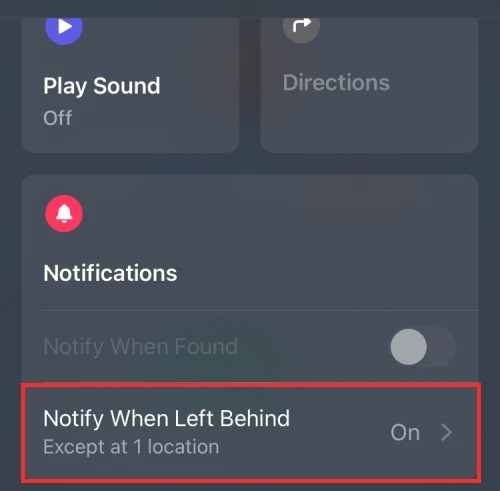 Play Sound
Off
Directions
Notifications
Notify When Found
Notify When Left Behind
Except at 1 location
On